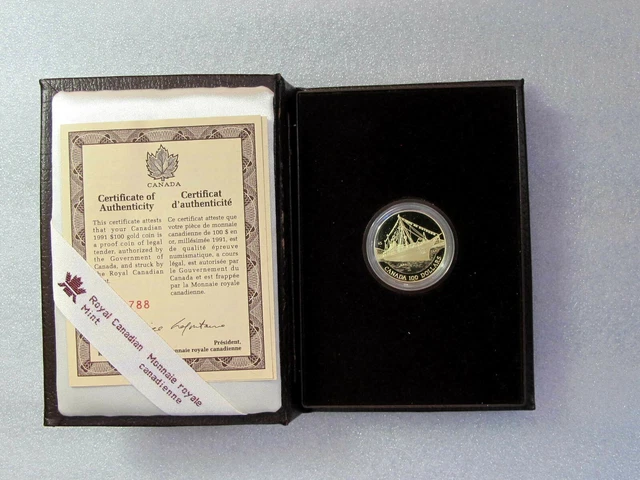 CANADA
Certificate of
Authenticity
This certificate attests
that your Canadian
1991 $100 gold coin is
a proof coin of legal
tender, authorized by
the Government of
Canada, and struck by
the Royal Canadian
788
Certificat
d'authenticité
Ce certificat atteste que
votre pièce de monnaie
canadienne de 100 $ en
or, millésimée 1991, est
de qualité épreuve
numismatique, a cours
légal, est autorisée par
le Gouvernement du
Canada et est frappée
par la Monnaie royale
canadienne.
Président,
naie royale canadienne
Royal Canadian
Mint
Monnaie royale
canadienne
CANADA 100 DOLLARS